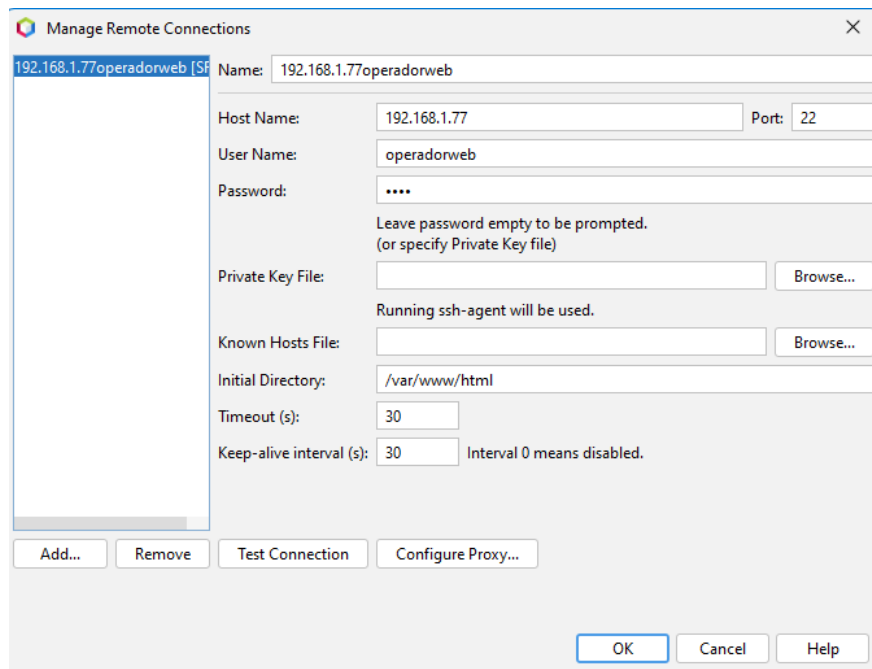 Manage Remote Connections
192.168.1.77operadorweb [SF
Name: 192.168.1.77operadorweb
Host Name: 192.168.1.77 Port: 22
User Name: operadorweb
Password: ••••
Leave password empty to be prompted.
(or specify Private Key file)
Private Key File: Browse...
Running ssh-agent will be used.
Known Hosts File: Browse...
Initial Directory: /var/www/html
Timeout (s): 30
Keep-alive interval (s): 30 Interval 0 means disabled.
Add... Remove Test Connection Configure Proxy...
OK Cancel Help